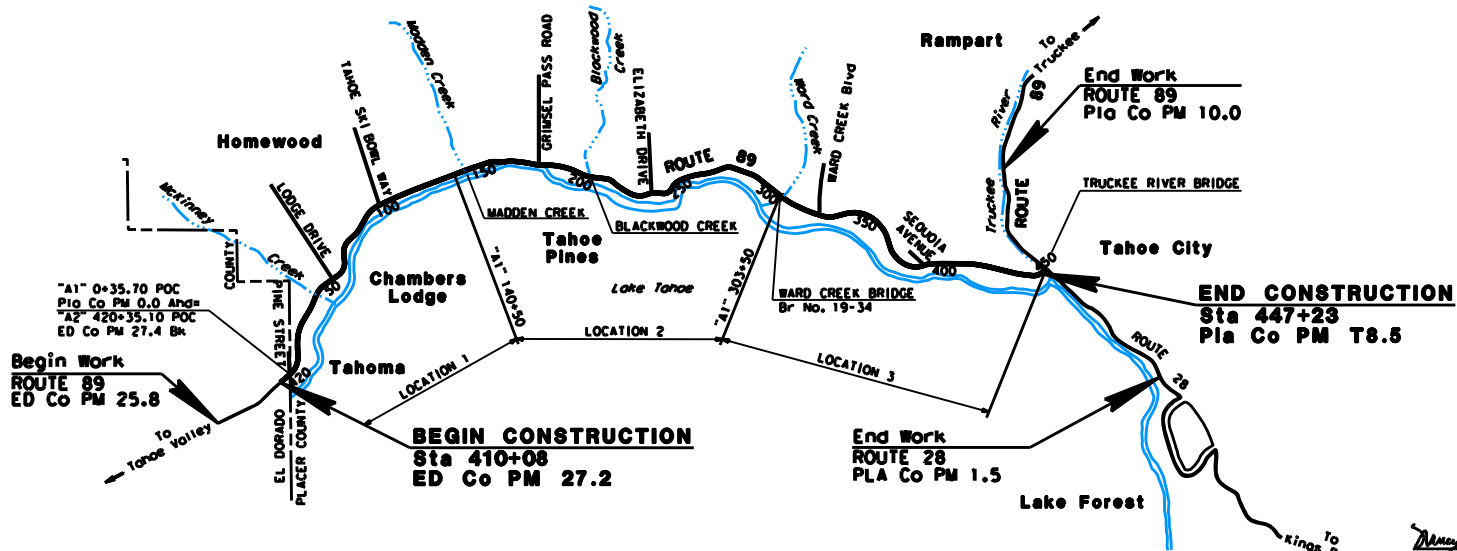 Rampart
To
Truckee
89
End Work
ROUTE 89
Pla Co PM 10.0
River
Truckee
ROUTE
TRUCKEE RIVER BRIDGE
Tahoe City
Madden Creek
TAHOE SKI BOWL WAY
GRIMSEL PASS ROAD
Blackwood
Creek
ELIZABETH DRIVE
ROUTE 89
Ward Creek
WARD CREEK Blvd
Homewood
LODGE DRIVE
McKinney
Creek
50
100
150
200
250
300
350
400
450
SEQUOIA
AVENUE
MADDEN CREEK
BLACKWOOD CREEK
Tahoe
Pines
Chambers
Lodge
Lake Tahoe
WARD CREEK BRIDGE
Br No. 19-34
COUNTY
PINE STREET
"A1" 0+35.70 POC
Pla Co PM 0.0 And=
"A2" 420+35.10 POC
ED Co PM 27.4 Bk
"A1" 140+50
"A1" 303+50
LOCATION 1
LOCATION 2
LOCATION 3
END CONSTRUCTION
Sta 447+23
Pla Co PM T8.5
Begin Work
ROUTE 89
ED Co PM 25.8
420
Tahoma
To
Tahoe Valley
EL DORADO
PLACER COUNTY
BEGIN CONSTRUCTION
Sta 410+08
ED Co PM 27.2
ROUTE
28
End Work
ROUTE 28
PLA Co PM 1.5
Lake Forest
To
Kings